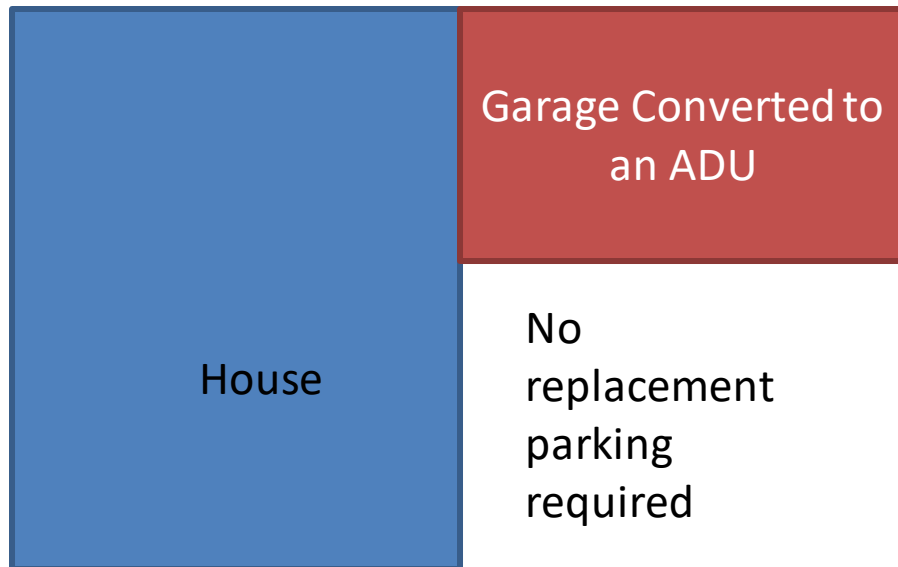 Garage Converted to
an ADU
House
No
replacement
parking
required